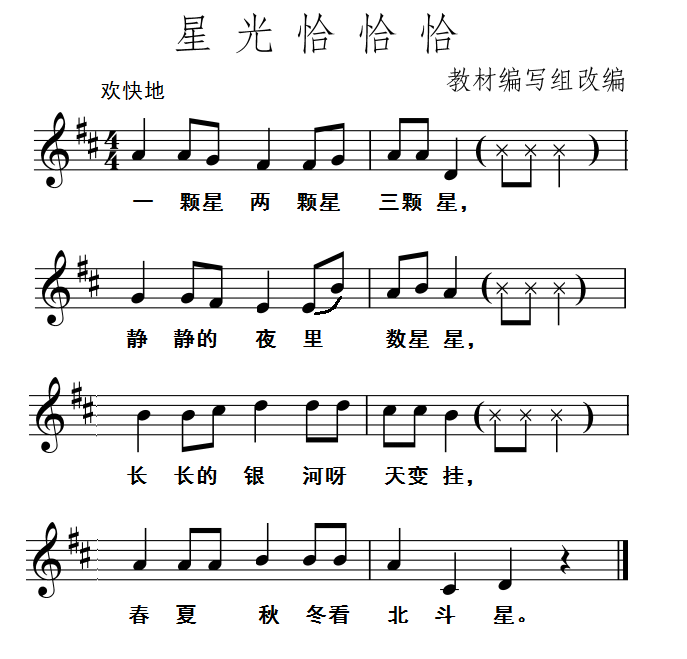 星光恰恰恰
教材编写组改编
欢快地
4
4
一 颗星 两 颗星 三颗 星，
静 静的 夜 里 数星 星，
长 长的 银 河呀 天变 挂，
春 夏 秋 冬看 北 斗 星。